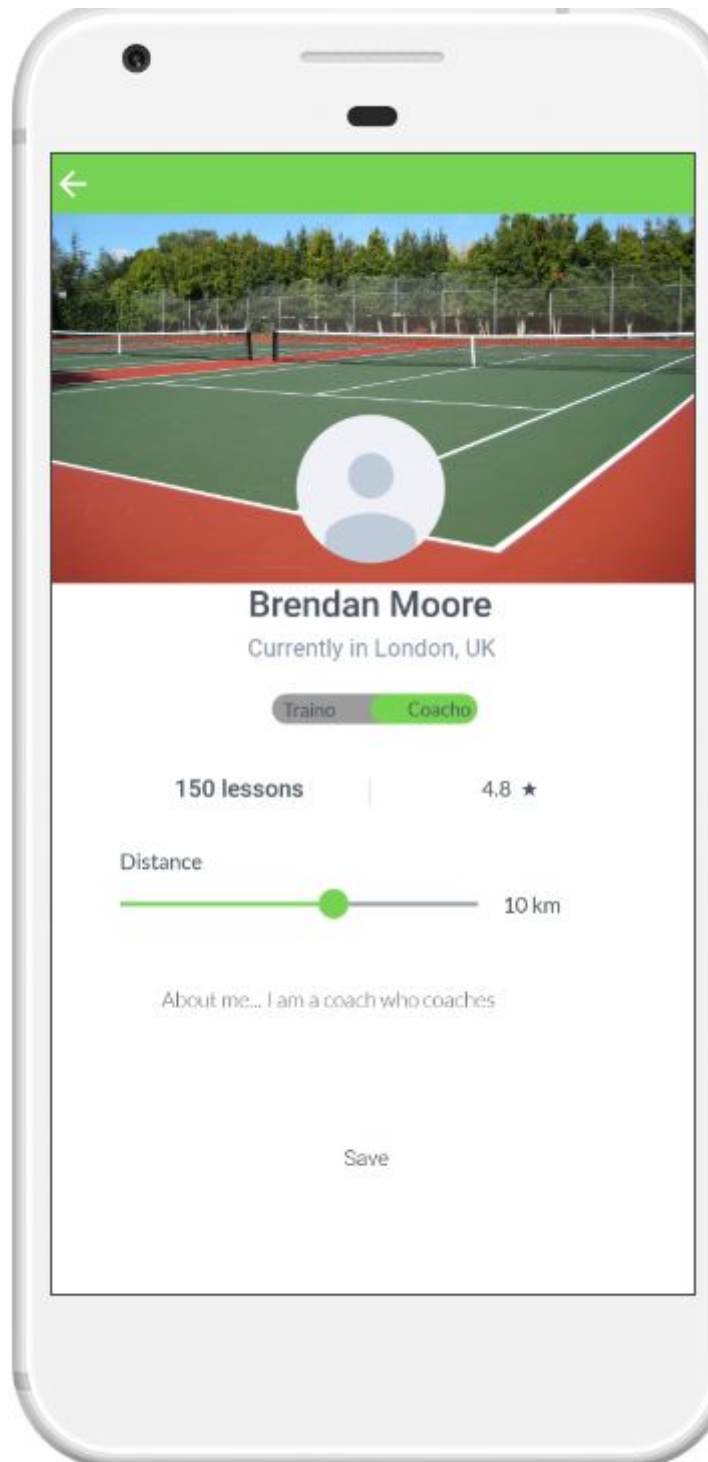 Brendan Moore
Currently in London, UK
Traino Coacho
150 lessons 4.8 ★
Distance
10 km
About me... I am a coach who coaches
Save